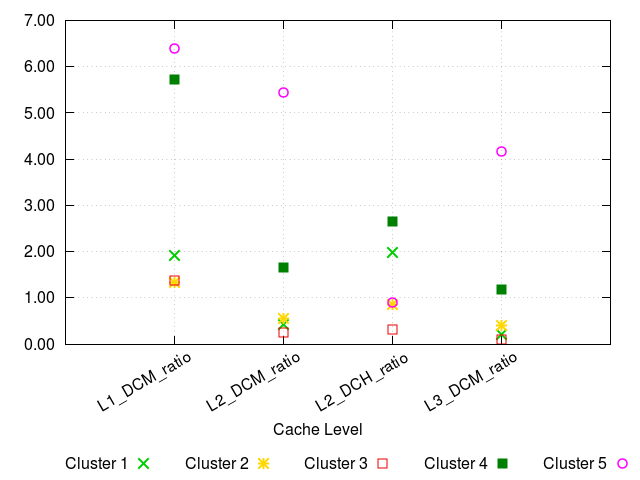 7.00
6.00
5.00
4.00
3.00
2.00
1.00
0.00
L1_DCM_ratio
L2_DCM_ratio
L2_DCH_ratio
L3_DCM_ratio
Cache Level
Cluster 1 Cluster 2 Cluster 3 Cluster 4 Cluster 5